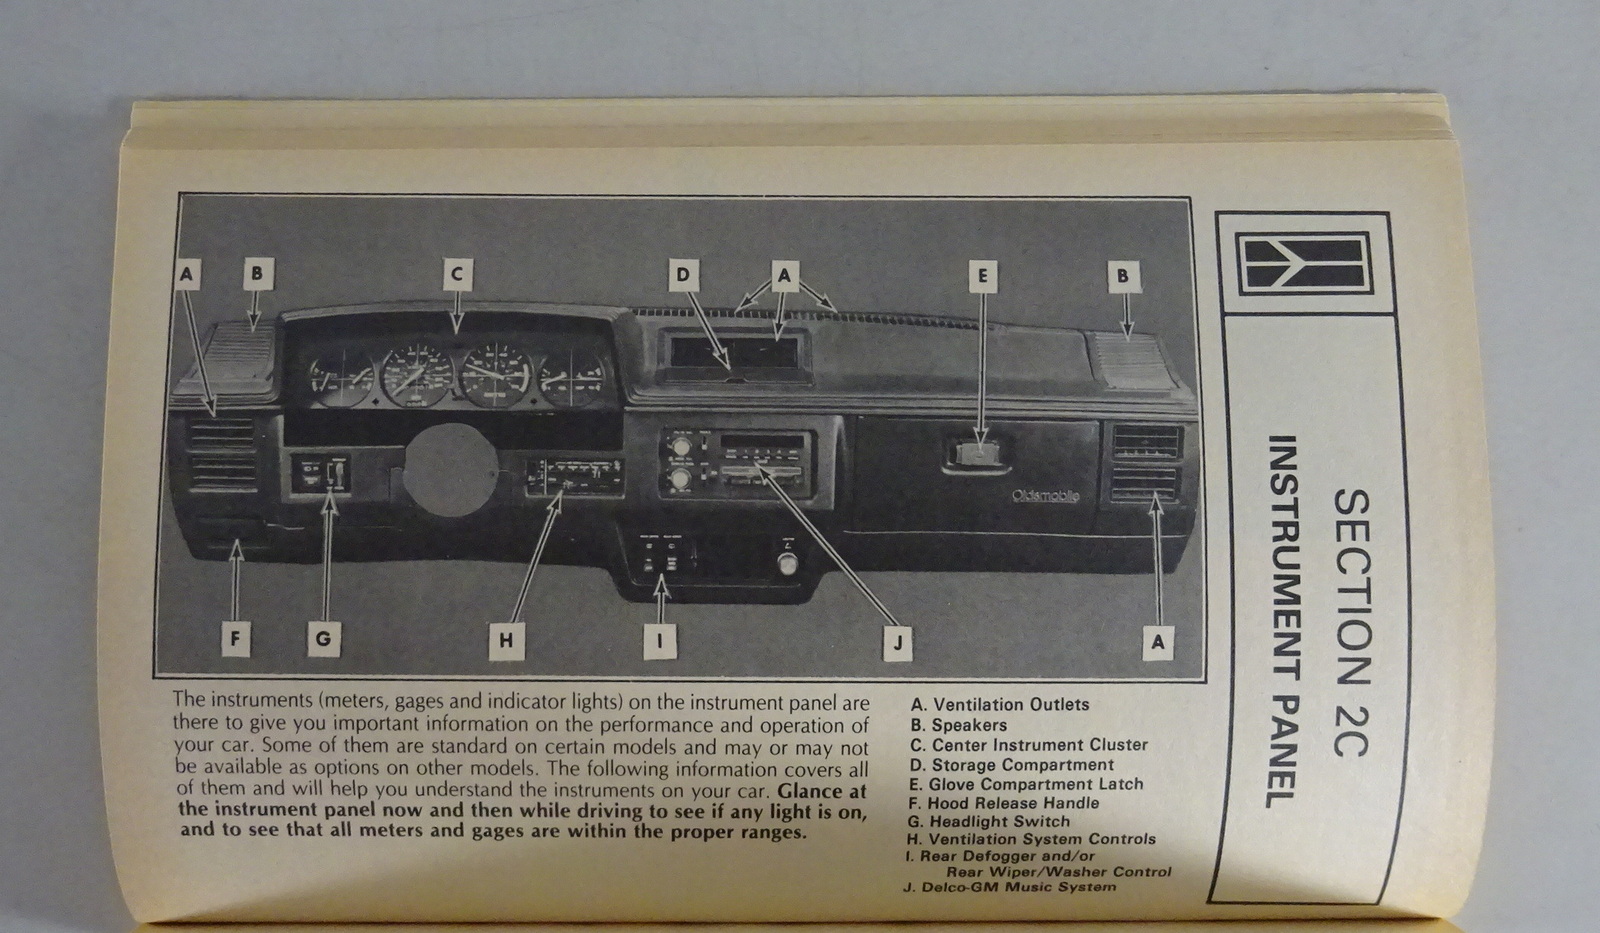 A
B
C
D
A
E
B
Oldsmobile
F
G
H
I
J
A
The instruments (meters, gages and indicator lights) on the instrument panel are
there to give you important information on the performance and operation of
your car. Some of them are standard on certain models and may or may not
be available as options on other models. The following information covers all
of them and will help you understand the instruments on your car. Glance at
the instrument panel now and then while driving to see if any light is on,
and to see that all meters and gages are within the proper ranges.
A. Ventilation Outlets
B. Speakers
C. Center Instrument Cluster
D. Storage Compartment
E. Glove Compartment Latch
F. Hood Release Handle
G. Headlight Switch
H. Ventilation System Controls
I. Rear Defogger and/or
Rear Wiper/Washer Control
J. Delco-GM Music System
SECTION 2C
INSTRUMENT PANEL